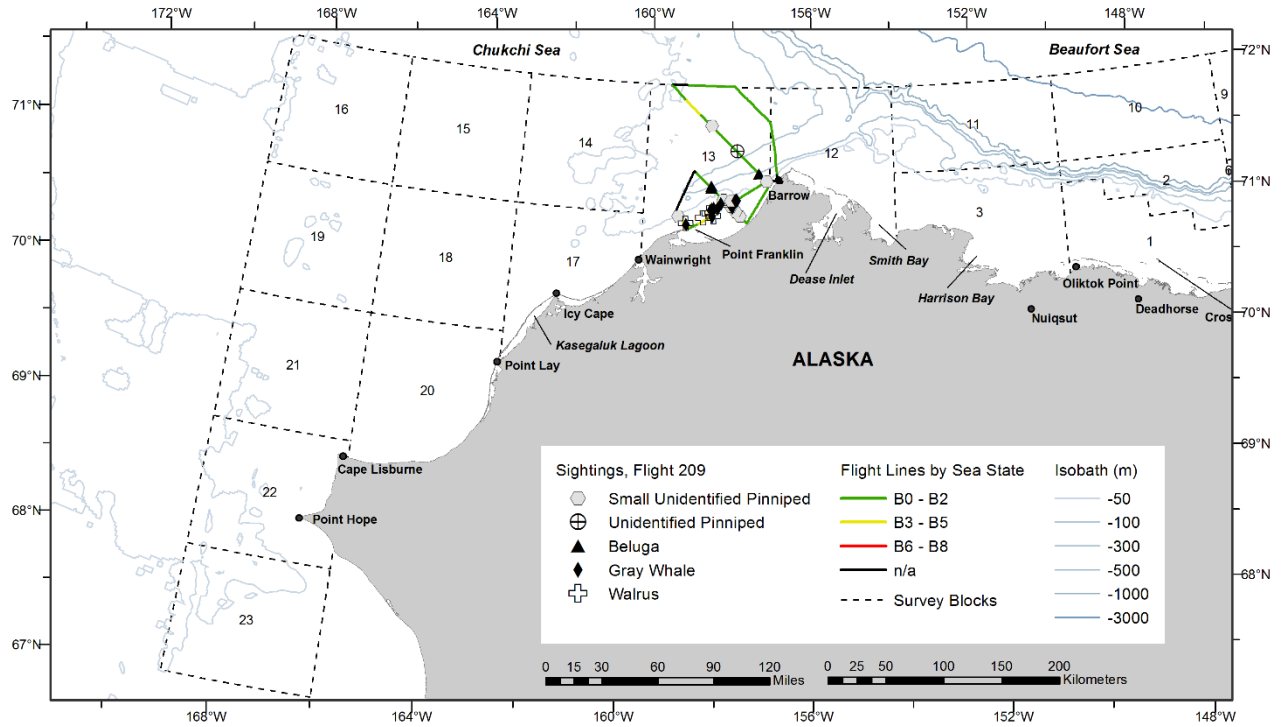 172°W 168°W 164°W 160°W 156°W 152°W 148°W
Chukchi Sea
Beaufort Sea
72°N
71°N
71°N
70°N
70°N
69°N
69°N
68°N
68°N
67°N
168°W 164°W 160°W 156°W 152°W 148°W
16
15
14
13
12
11
10
9
6
2
3
1
19
18
17
21
20
22
23
Barrow
Point Franklin
Wainwright
Dease Inlet
Smith Bay
Harrison Bay
Oliktok Point
Deadhorse
Nuiqsut
Cros
Icy Cape
Kasegaluk Lagoon
Point Lay
ALASKA
Cape Lisburne
Point Hope
Sightings, Flight 209
Small Unidentified Pinniped
Unidentified Pinniped
Beluga
Gray Whale
Walrus
Flight Lines by Sea State
B0 - B2
B3 - B5
B6 - B8
n/a
Survey Blocks
Isobath (m)
-50
-100
-300
-500
-1000
-3000
0 15 30 60 90 120
Miles
0 25 50 100 150 200
Kilometers